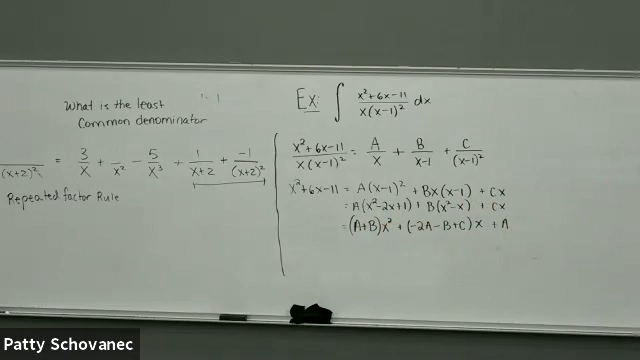 What is the least
common denominator
(x+2)² = 3/x + /x² - 5/x³ + 1/x+2 + -1/(x+2)²
Repeated factor Rule
Ex: ∫ x²+6x-11 / x(x-1)² dx
x²+6x-11 / x(x-1)² = A/x + B/x-1 + C/(x-1)²
x²+6x-11 = A(x-1)² + Bx(x-1) + Cx
= A(x²-2x+1) + B(x²-x) + Cx
= (A+B)x² + (-2A-B+C)x + A
Patty Schovanec